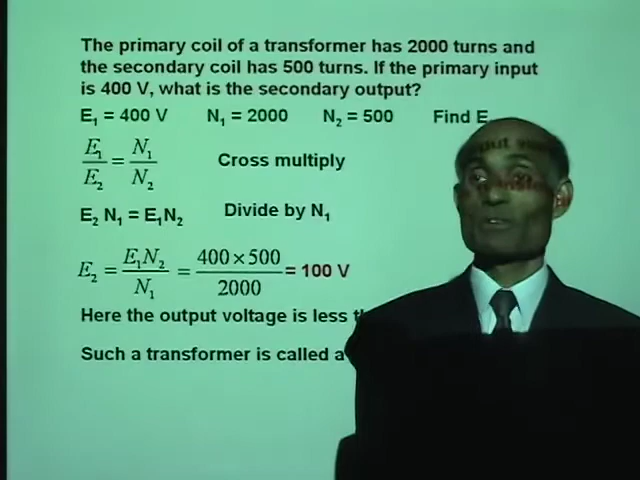 The primary coil of a transformer has 2000 turns and
the secondary coil has 500 turns. If the primary input
is 400 V, what is the secondary output?
E₁ = 400 V N₁ = 2000 N₂ = 500 Find E
E₁/E₂ = N₁/N₂ Cross multiply
E₂ N₁ = E₁N₂ Divide by N₁
E₂ = E₁N₂/N₁ = 400 × 500/2000 = 100 V
Here the output voltage is less
Such a transformer is called a